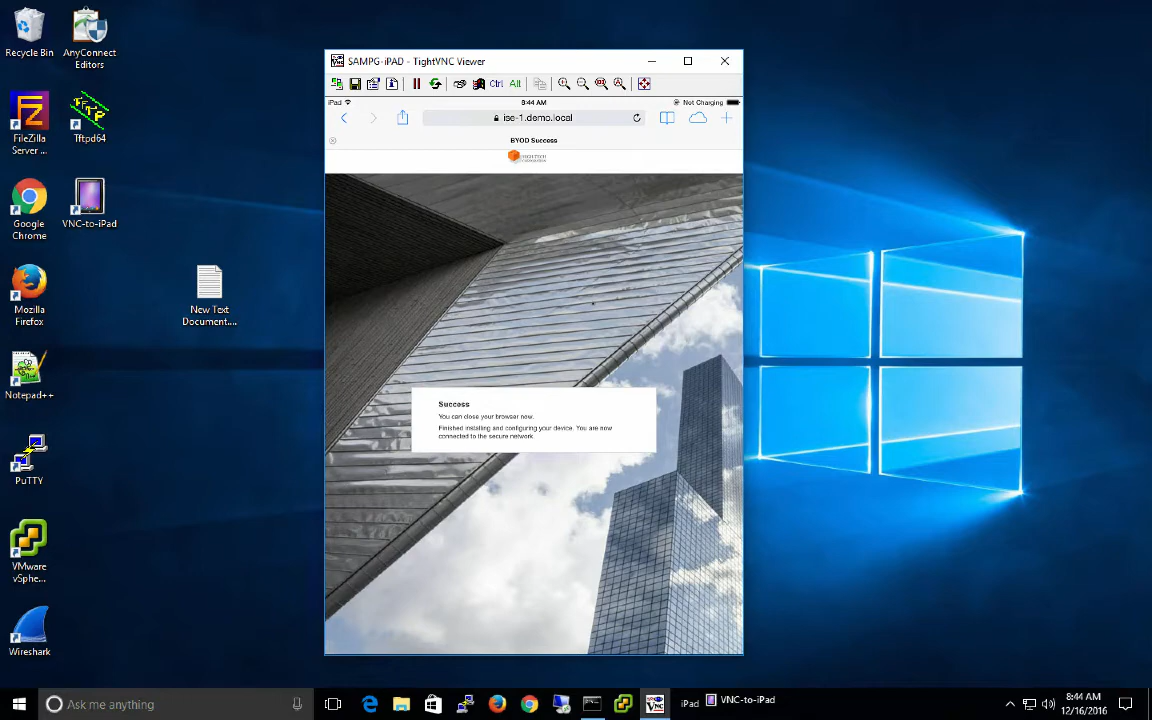 Recycle Bin
AnyConnect
Editors
FileZilla
Server ...
Tftpd64
Google
Chrome
VNC-to-iPad
Mozilla
Firefox
New Text
Document....
Notepad++
PuTTY
VMware
vSphe...
Wireshark
SAMPG-iPAD - TightVNC Viewer
Ctrl Alt
iPad 8:44 AM Not Charging
ise-1.demo.local
BYOD Success
Success
You can close your browser now.
Finished installing and configuring your device. You are now
connected to the secure network.
Ask me anything
iPad
VNC-to-iPad
8:44 AM
12/16/2016